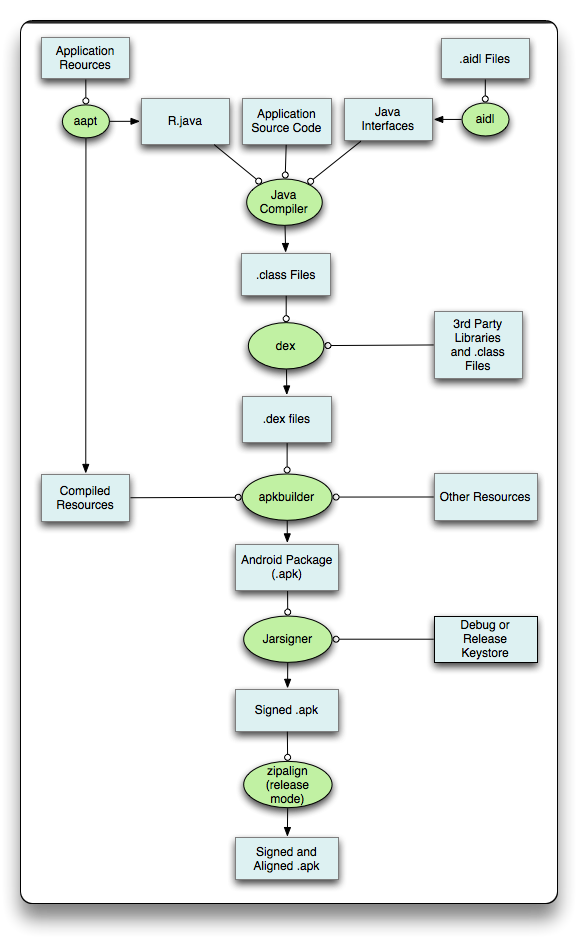 Application
Reources
.aidl Files
aapt
R.java
Application
Source Code
Java
Interfaces
aidl
Java
Compiler
.class Files
dex
3rd Party
Libraries
and .class
Files
.dex files
Compiled
Resources
apkbuilder
Other Resources
Android Package
(.apk)
Jarsigner
Debug or
Release
Keystore
Signed .apk
zipalign
(release
mode)
Signed and
Aligned .apk